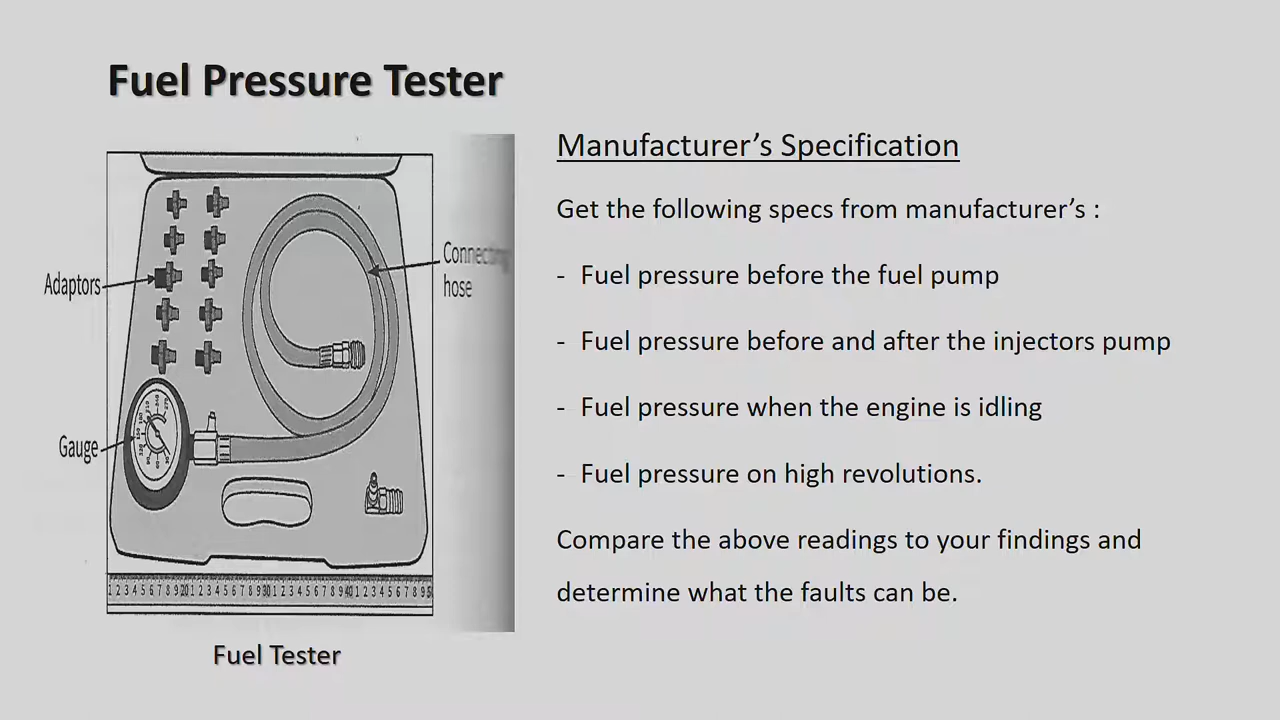 Fuel Pressure Tester
Manufacturer’s Specification
Get the following specs from manufacturer’s :
- Fuel pressure before the fuel pump
- Fuel pressure before and after the injectors pump
- Fuel pressure when the engine is idling
- Fuel pressure on high revolutions.
Compare the above readings to your findings and
determine what the faults can be.
Adaptors
Connecting
hose
Gauge
Fuel Tester